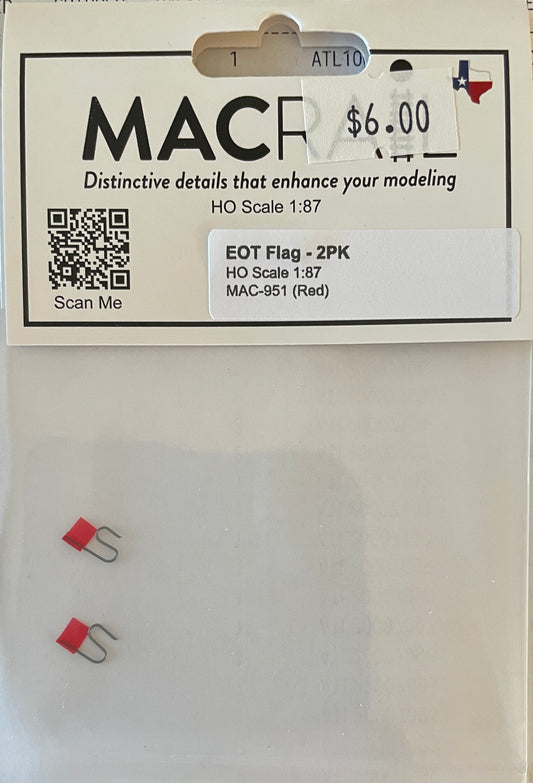 1 ATL10
MACRAIL
$6.00
Distinctive details that enhance your modeling
HO Scale 1:87
EOT Flag - 2PK
HO Scale 1:87
MAC-951 (Red)
Scan Me